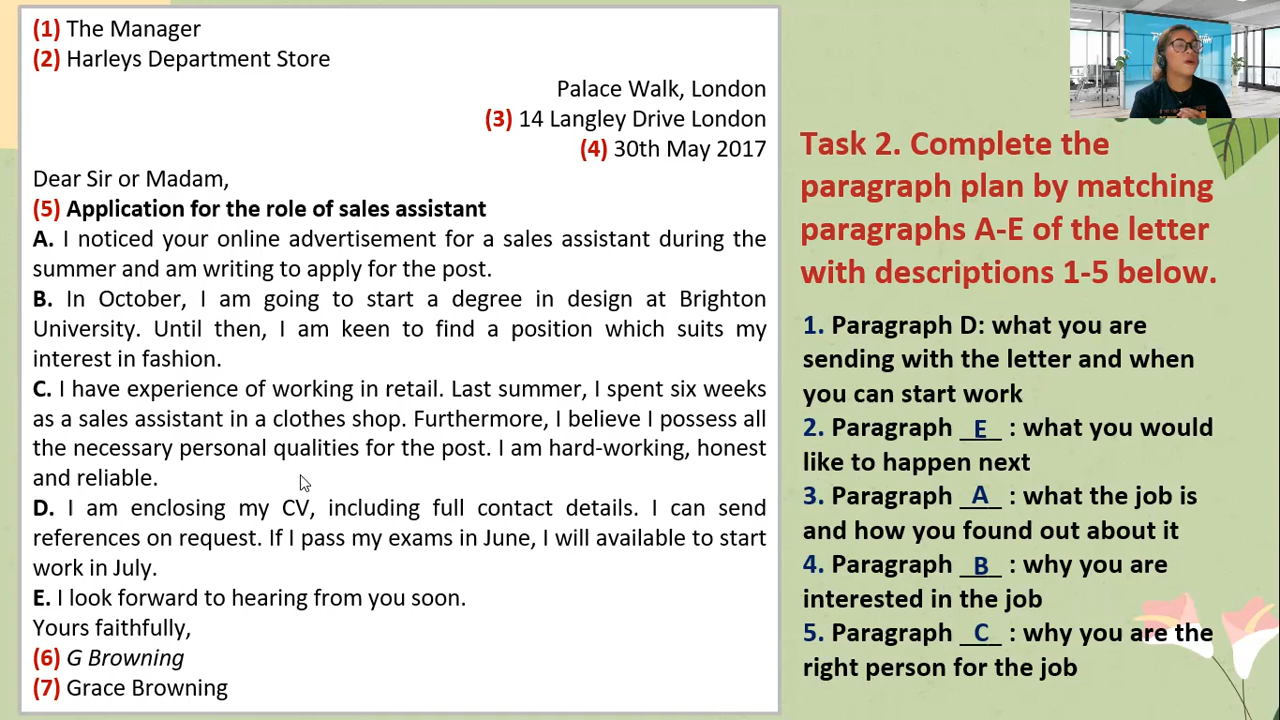 (1) The Manager
(2) Harleys Department Store
Palace Walk, London
(3) 14 Langley Drive London
(4) 30th May 2017
Dear Sir or Madam,
(5) Application for the role of sales assistant
A. I noticed your online advertisement for a sales assistant during the
summer and am writing to apply for the post.
B. In October, I am going to start a degree in design at Brighton
University. Until then, I am keen to find a position which suits my
interest in fashion.
C. I have experience of working in retail. Last summer, I spent six weeks
as a sales assistant in a clothes shop. Furthermore, I believe I possess all
the necessary personal qualities for the post. I am hard-working, honest
and reliable.
D. I am enclosing my CV, including full contact details. I can send
references on request. If I pass my exams in June, I will available to start
work in July.
E. I look forward to hearing from you soon.
Yours faithfully,
(6) G Browning
(7) Grace Browning
Task 2. Complete the
paragraph plan by matching
paragraphs A-E of the letter
with descriptions 1-5 below.
1. Paragraph D: what you are
sending with the letter and when
you can start work
2. Paragraph _E_ : what you would
like to happen next
3. Paragraph _A_ : what the job is
and how you found out about it
4. Paragraph _B_ : why you are
interested in the job
5. Paragraph _C_ : why you are the
right person for the job